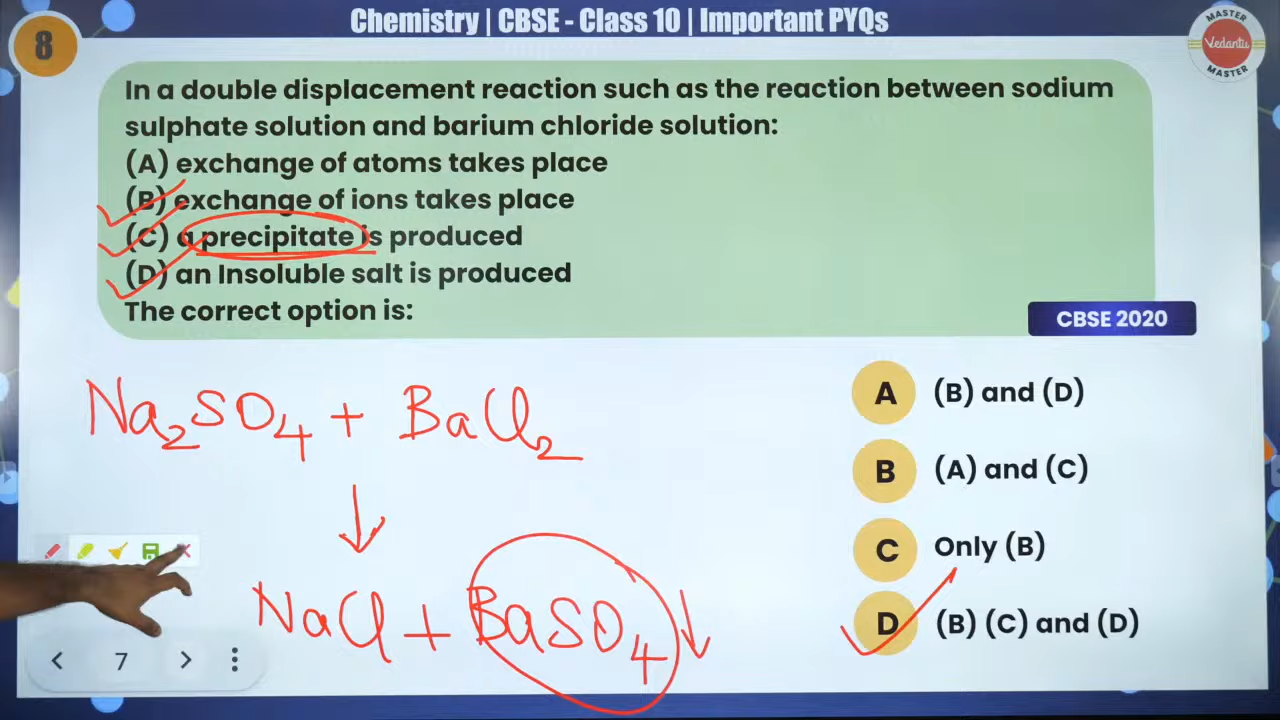 8
Chemistry | CBSE - Class 10 | Important PYQs
MASTER
Vedantu
MASTER
In a double displacement reaction such as the reaction between sodium
sulphate solution and barium chloride solution:
(A) exchange of atoms takes place
(B) exchange of ions takes place
(C) a precipitate is produced
(D) an Insoluble salt is produced
The correct option is:
CBSE 2020
Na₂SO₄ + BaCl₂
↓
NaCl + BaSO₄ ↓
A (B) and (D)
B (A) and (C)
C Only (B)
D (B) (C) and (D)
7